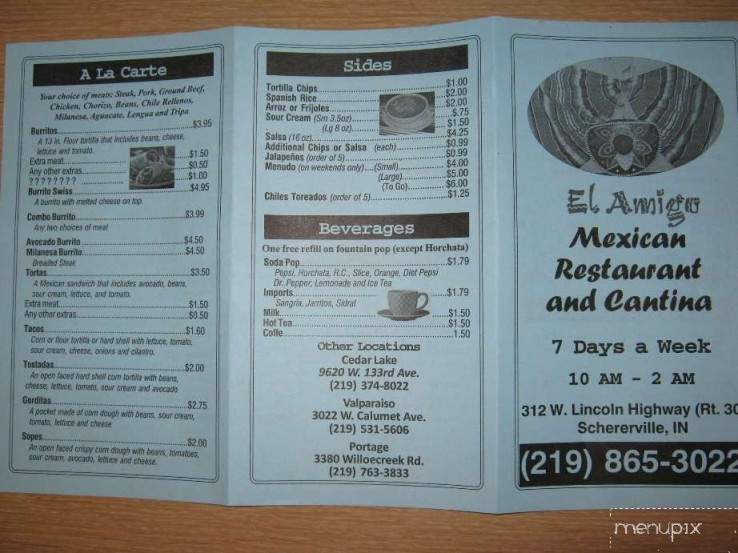 A La Carte
Your choice of meats: Steak, Pork, Ground Beef,
Chicken, Chorizo, Beans, Chile Rellenos,
Milanesa, Aguacate, Lengua and Tripa
Burritos $3.95
A 13 in. Flour tortilla that includes beans, cheese,
lettuce and tomato.
Extra meat $1.50
Any other extras $0.50
???????? $1.00
Burrito Swiss $4.95
A burrito with melted cheese on top.
Combo Burrito $3.99
Any two choices of meat
Avocado Burrito $4.50
Milanesa Burrito $4.50
Breaded Steak
Tortas $3.50
A Mexican sandwich that includes avocado, beans,
sour cream, lettuce, and tomato.
Extra meat $1.50
Any other extras $0.50
Tacos $1.60
Corn or flour tortilla or hard shell with lettuce, tomato,
sour cream, cheese, onions and cilantro.
Tostadas $2.00
An open faced hard shell corn tortilla with beans,
cheese, lettuce, tomato, sour cream and avocado
Gorditas $2.75
A pocket made of corn dough with beans, sour cream,
tomato, lettuce and cheese
Sopes $2.00
An open faced crispy corn dough with beans, tomatoes,
sour cream, avocado, lettuce and cheese.
Sides
Tortilla Chips $1.00
Spanish Rice $2.00
Arroz or Frijoles $2.00
Sour Cream (Sm 3.5oz) $.75
(Lg 8 oz) $1.50
Salsa (16 oz) $4.25
Additional Chips or Salsa (each) $0.99
Jalapeños (order of 5) $0.99
Menudo (on weekends only) (Small) $4.00
(Large) $5.00
(To Go) $6.00
Chiles Toreados (order of 5) $1.25
Beverages
One free refill on fountain pop (except Horchata)
Soda Pop $1.79
Pepsi, Horchata, R.C., Slice, Orange, Diet Pepsi
Dr. Pepper, Lemonade and Ice Tea
Imports $1.79
Sangria, Jarritos, Sidral
Milk $1.50
Hot Tea $1.50
Coffe 1.50
Other Locations
Cedar Lake
9620 W. 133rd Ave.
(219) 374-8022
Valparaiso
3022 W. Calumet Ave.
(219) 531-5606
Portage
3380 Willoecreek Rd.
(219) 763-3833
El Amigo
Mexican
Restaurant
and Cantina
7 Days a Week
10 AM - 2 AM
312 W. Lincoln Highway (Rt. 30
Schererville, IN
(219) 865-3022
menupix